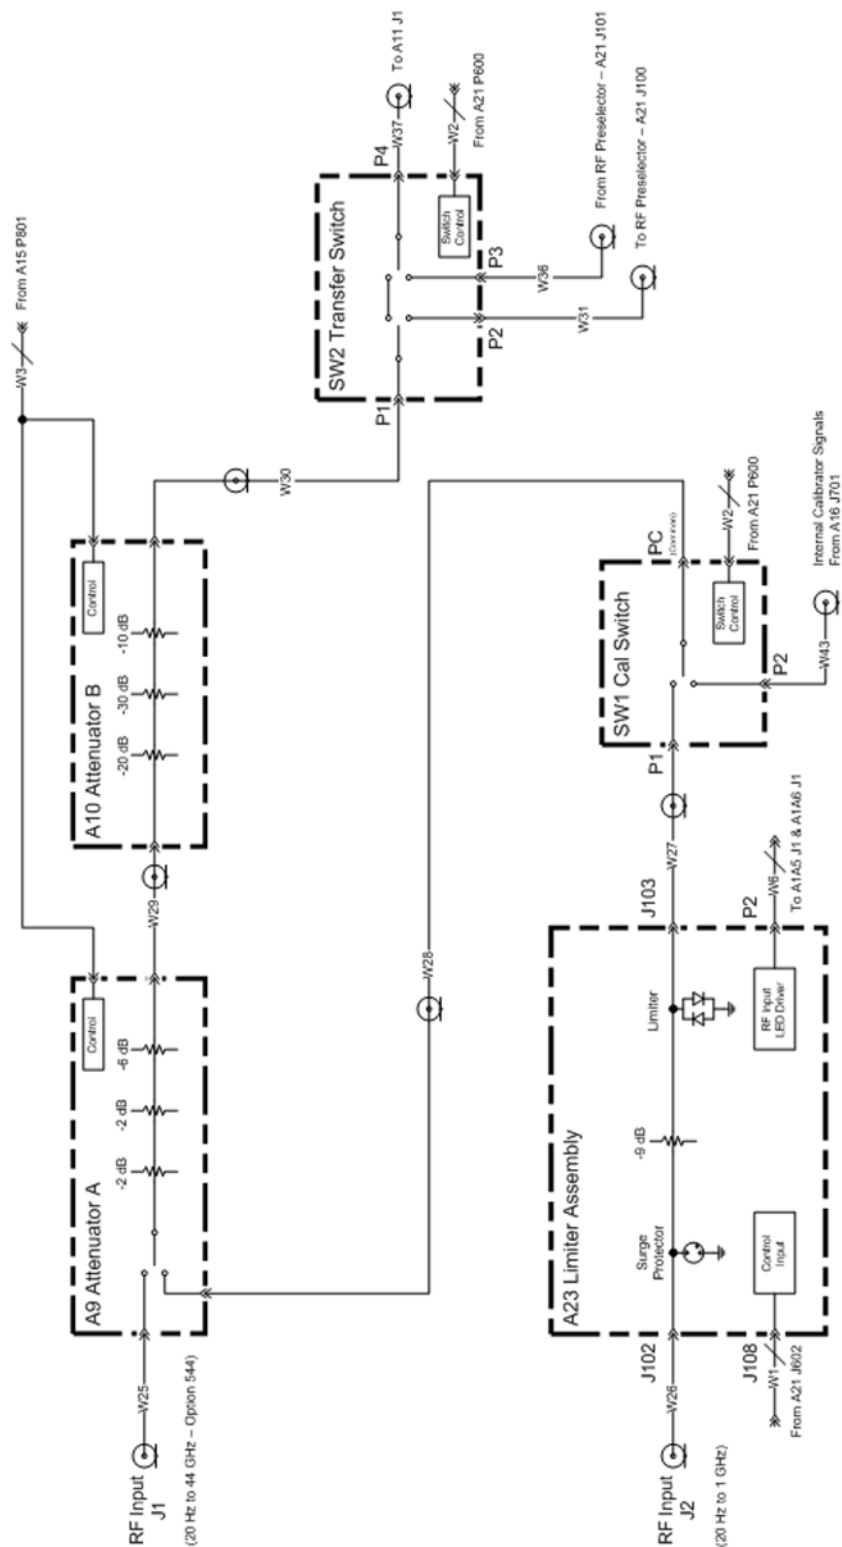 RF Input
J1
(20 Hz to 44 GHz – Option 544)
W25
A9 Attenuator A
-2 dB
-2 dB
-6 dB
Control
W29
A10 Attenuator B
-20 dB
-30 dB
-10 dB
Control
W3
From A15 P801
W30
P1
SW2 Transfer Switch
P4
W37
To A11 J1
Switch
Control
W2
From A21 P600
P2
P3
W31
W36
From RF Preselector – A21 J101
To RF Preselector – A21 J100
W28
RF Input
J2
(20 Hz to 1 GHz)
W26
J102
A23 Limiter Assembly
Surge
Protector
-9 dB
Limiter
J103
W27
P1
SW1 Cal Switch
PC
(Common)
Switch
Control
W2
From A21 P600
P2
W43
Internal Calibrator Signals
From A16 J701
J108
W1
From A21 J602
Control
Input
RF Input
LED Driver
P2
W6
To A1A5 J1 & A1A6 J1